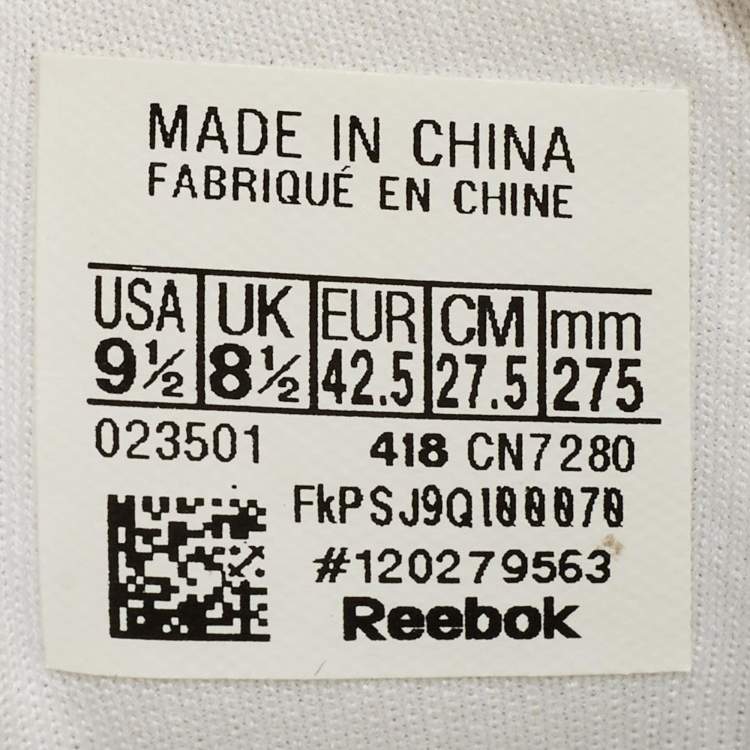 MADE IN CHINA
FABRIQUÉ EN CHINE
USA UK EUR CM mm
9½ 8½ 42.5 27.5 275
023501 418 CN7280
FkPSJ9Ql00070
#120279563
Reebok